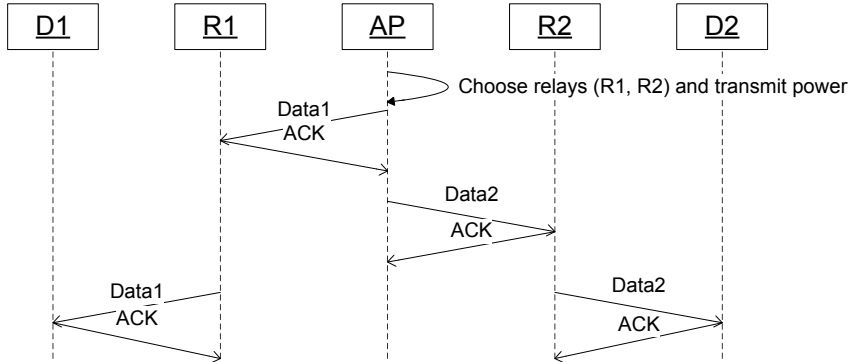 D1
R1
AP
R2
D2
Choose relays (R1, R2) and transmit power
Data1
ACK
Data2
ACK
Data1
ACK
Data2
ACK